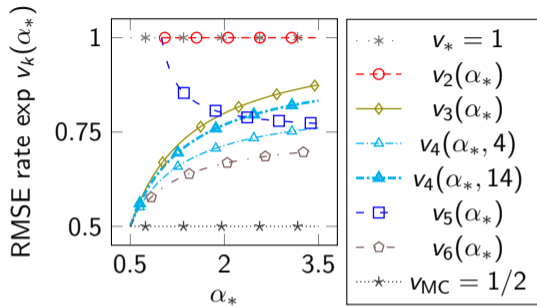 RMSE rate exp v_k(α_*)
1
0.75
0.5
0.5
2
3.5
α_*
v_* = 1
v_2(α_*)
v_3(α_*)
v_4(α_*, 4)
v_4(α_*, 14)
v_5(α_*)
v_6(α_*)
v_MC = 1/2